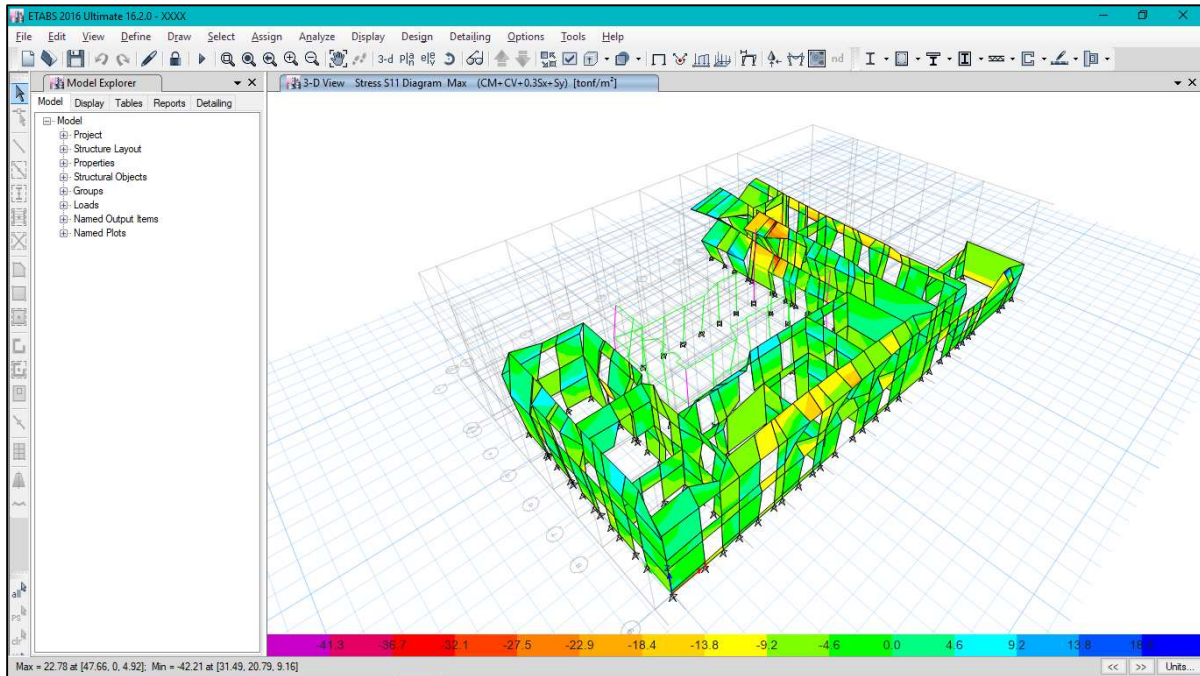 ETABS 2016 Ultimate 16.2.0 - XXXX
File Edit View Define Draw Select Assign Analyze Display Design Detailing Options Tools Help
3-d
nd
Model Explorer
3-D View Stress S11 Diagram Max (CM+CV+0.3Sx+Sy) [tonf/m²]
Model Display Tables Reports Detailing
Model
Project
Structure Layout
Properties
Structural Objects
Groups
Loads
Named Output Items
Named Plots
all
ps
clr
-41.3 -36.7 -32.1 -27.5 -22.9 -18.4 -13.8 -9.2 -4.6 0.0 4.6 9.2 13.8
Max = 22.78 at [47.66, 0, 4.92]; Min = -42.21 at [31.49, 20.79, 9.16]
<< >> Units...